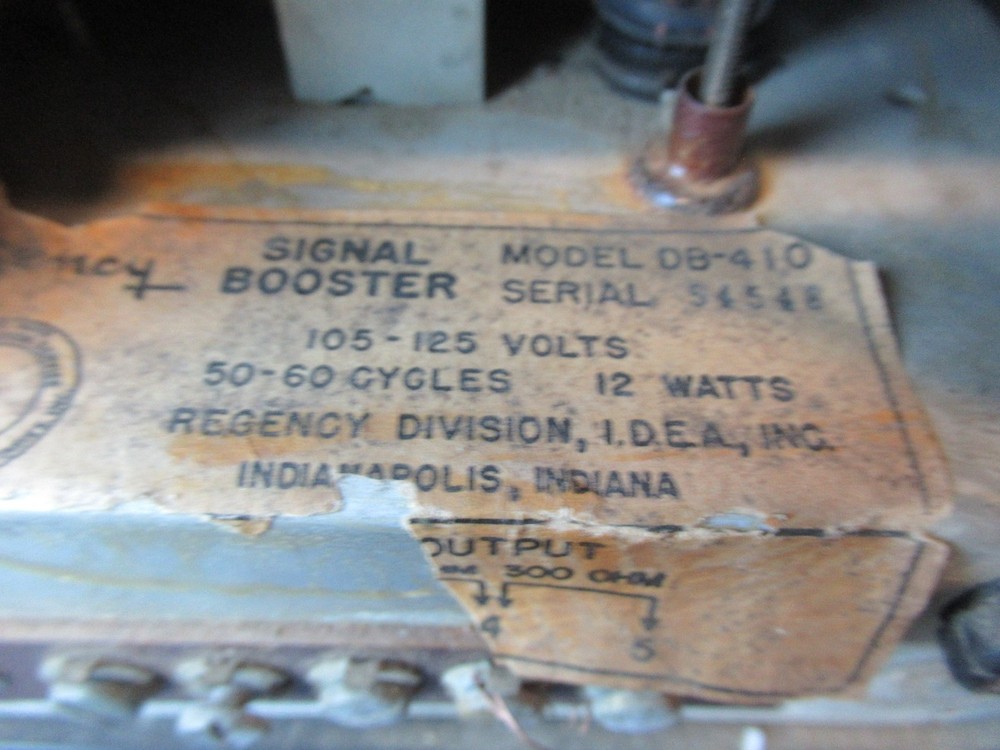 SIGNAL BOOSTER
MODEL DB-410
SERIAL 94548
105-125 VOLTS
50-60 CYCLES 12 WATTS
REGENCY DIVISION, I.D.E.A., INC.
INDIANAPOLIS, INDIANA
OUTPUT
300 OHM
4 5